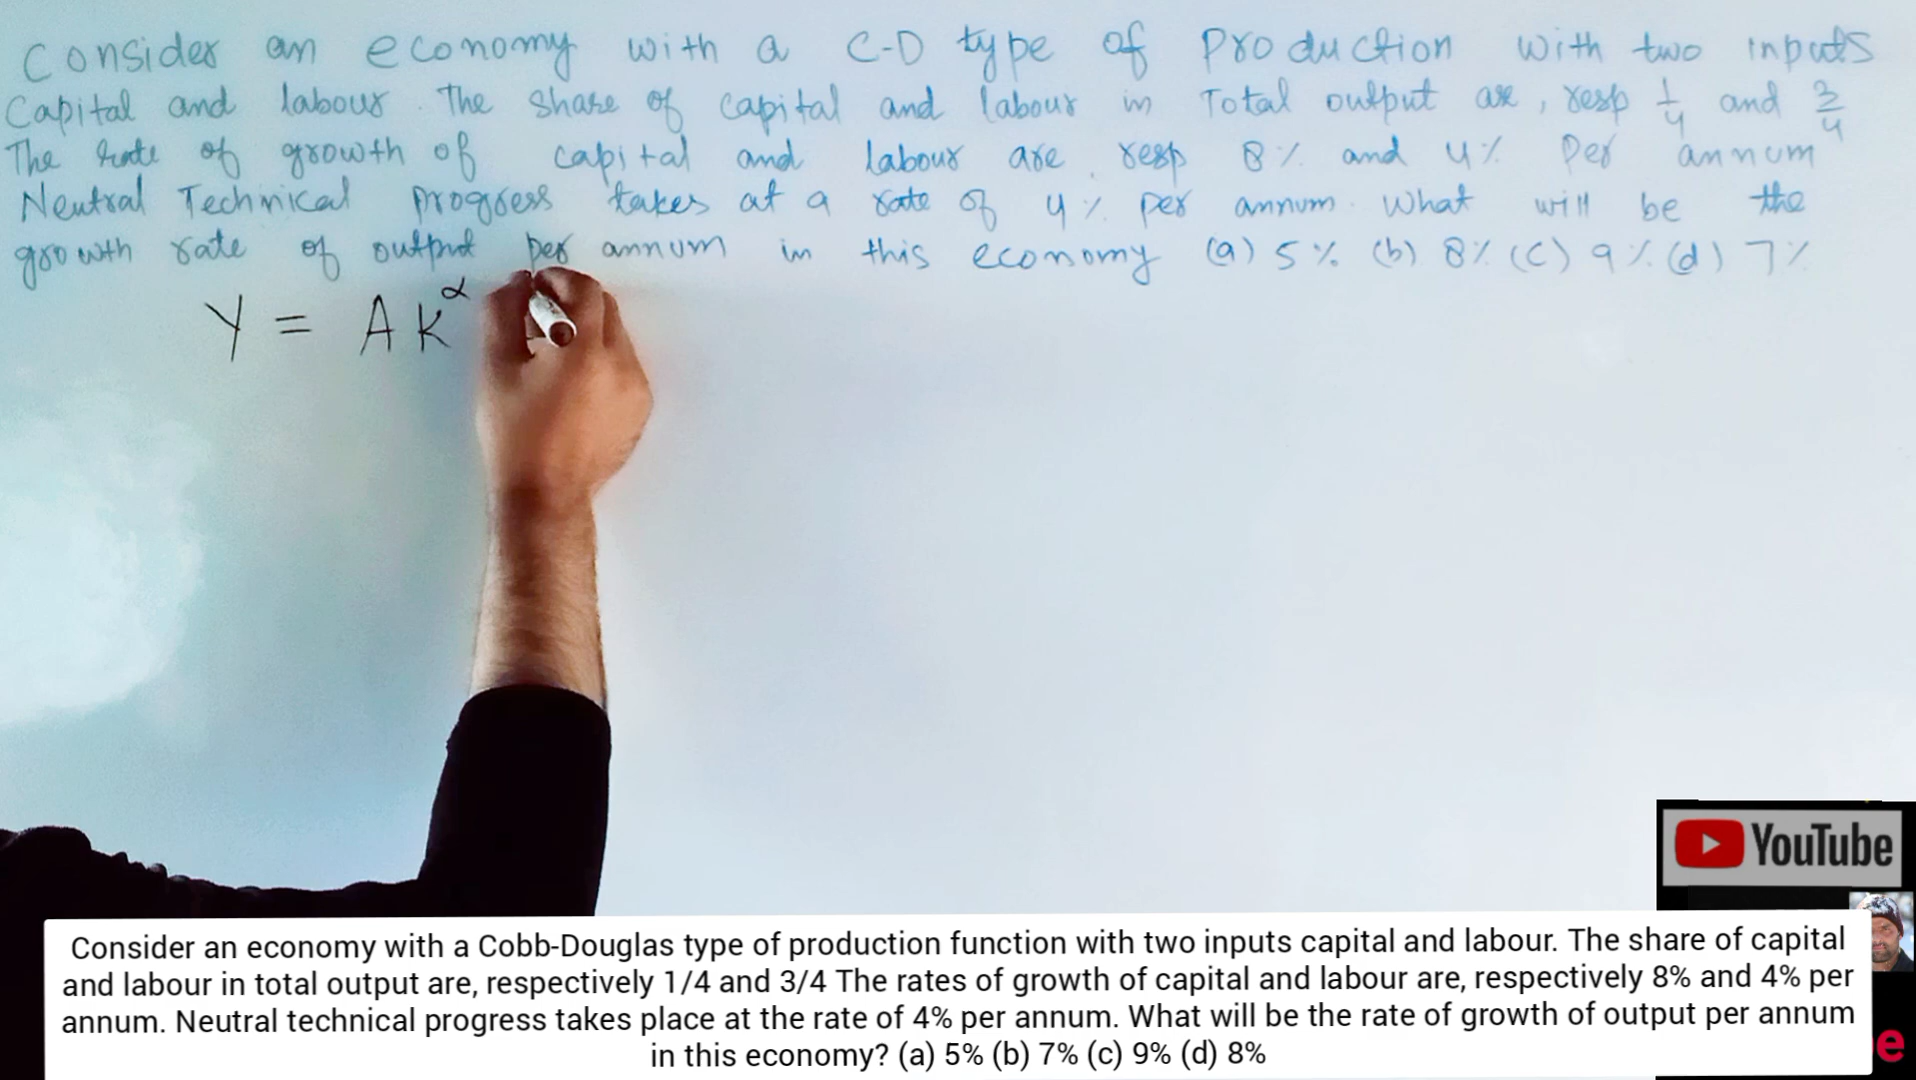 Consider an economy with a C-D type of Production with two inputs
Capital and labour. The Share of capital and labour in Total output are, resp 1/4 and 3/4
The rate of growth of capital and labour are, resp 8% and 4% Per annum
Neutral Technical progress takes at a rate of 4% per annum. What will be the
growth rate of output per annum in this economy (a) 5% (b) 8% (c) 9% (d) 7%
Y = AK^α
YouTube
Consider an economy with a Cobb-Douglas type of production function with two inputs capital and labour. The share of capital
and labour in total output are, respectively 1/4 and 3/4 The rates of growth of capital and labour are, respectively 8% and 4% per
annum. Neutral technical progress takes place at the rate of 4% per annum. What will be the rate of growth of output per annum
in this economy? (a) 5% (b) 7% (c) 9% (d) 8%